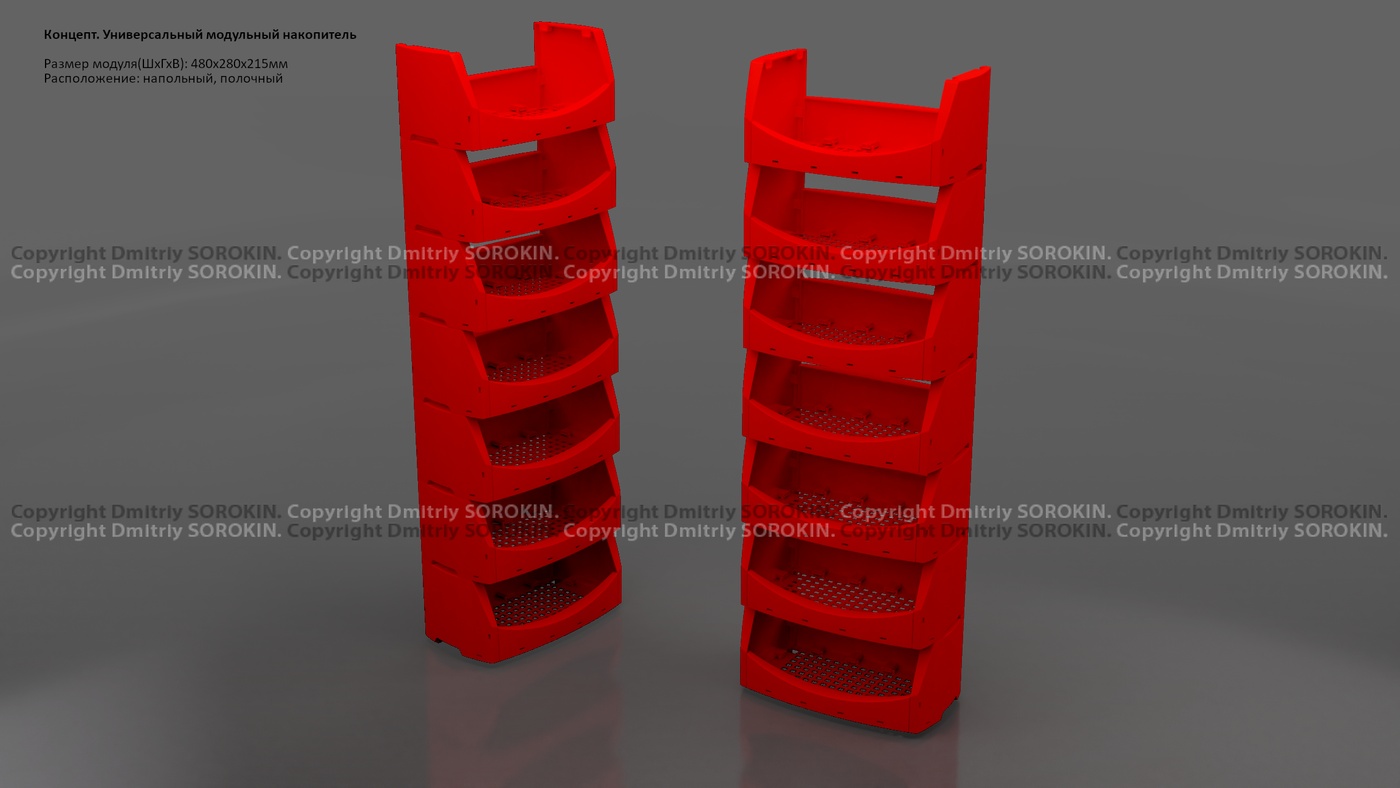 Концепт. Универсальный модульный накопитель
Размер модуля(ШхГхВ): 480х280х215мм
Расположение: напольный, полочный
Copyright Dmitriy SOROKIN. Copyright Dmitriy SOROKIN. Copyright Dmitriy SOROKIN. Copyright Dmitriy SOROKIN. Copyright Dmitriy SOROKIN.
Copyright Dmitriy SOROKIN. Copyright Dmitriy SOROKIN. Copyright Dmitriy SOROKIN. Copyright Dmitriy SOROKIN. Copyright Dmitriy SOROKIN.
Copyright Dmitriy SOROKIN. Copyright Dmitriy SOROKIN. Copyright Dmitriy SOROKIN. Copyright Dmitriy SOROKIN. Copyright Dmitriy SOROKIN.
Copyright Dmitriy SOROKIN. Copyright Dmitriy SOROKIN. Copyright Dmitriy SOROKIN. Copyright Dmitriy SOROKIN. Copyright Dmitriy SOROKIN.